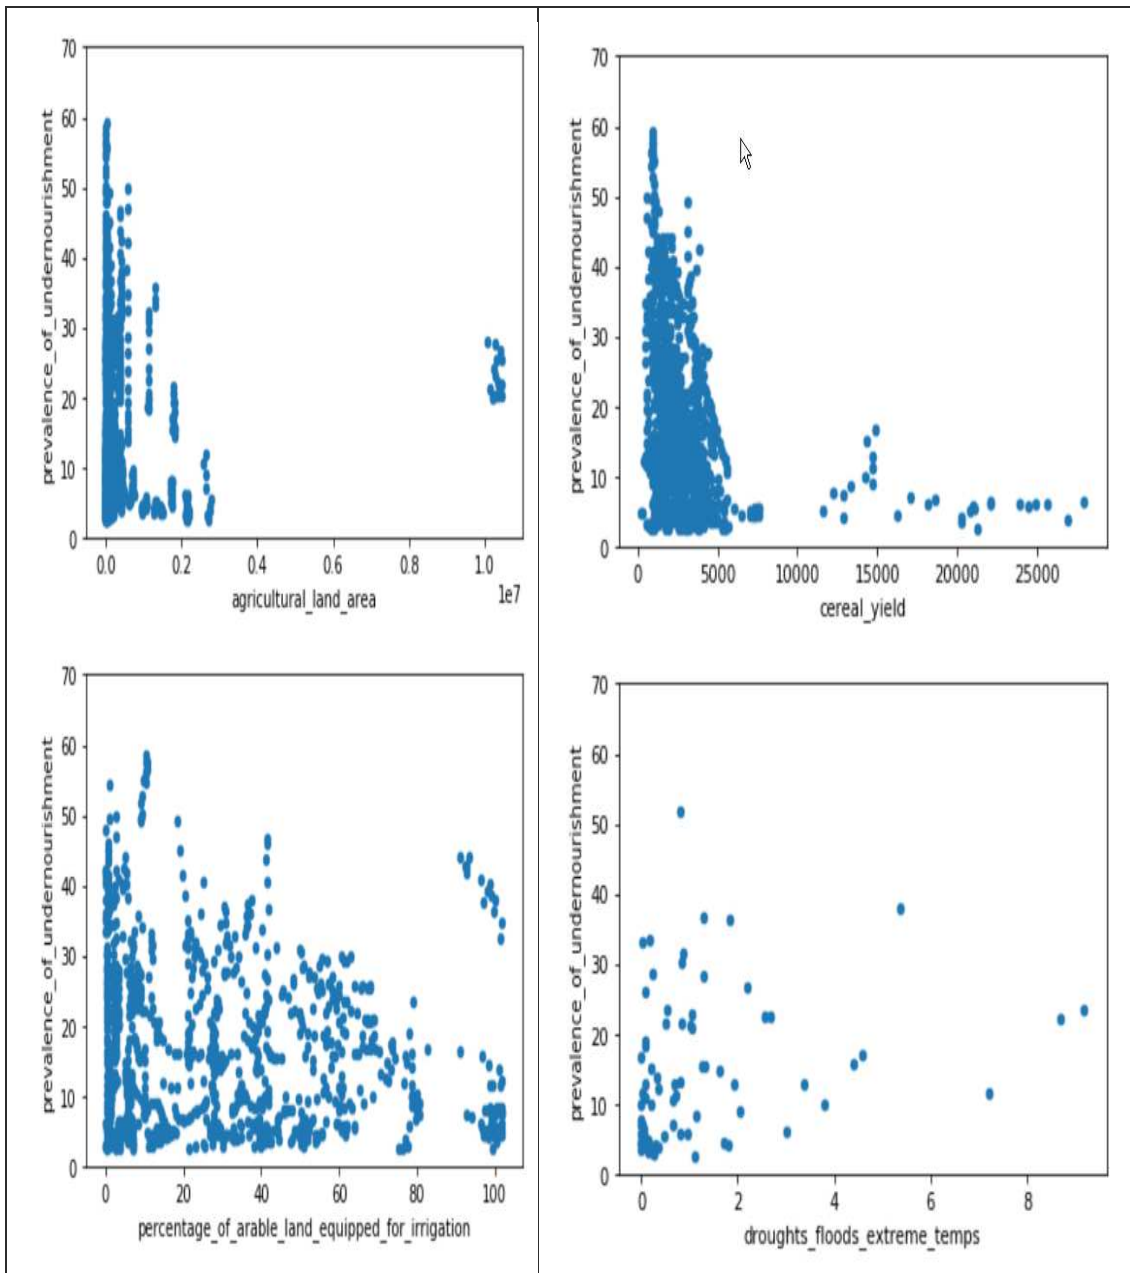 70
60
50
40
30
20
10
0
prevalence_of_undernourishment
0.0 0.2 0.4 0.6 0.8 1.0
1e7
agricultural_land_area
70
60
50
40
30
20
10
0
prevalence_of_undernourishment
0 5000 10000 15000 20000 25000
cereal_yield
70
60
50
40
30
20
10
0
prevalence_of_undernourishment
0 20 40 60 80 100
percentage_of_arable_land_equipped_for_irrigation
70
60
50
40
30
20
10
0
prevalence_of_undernourishment
0 2 4 6 8
droughts_floods_extreme_temps